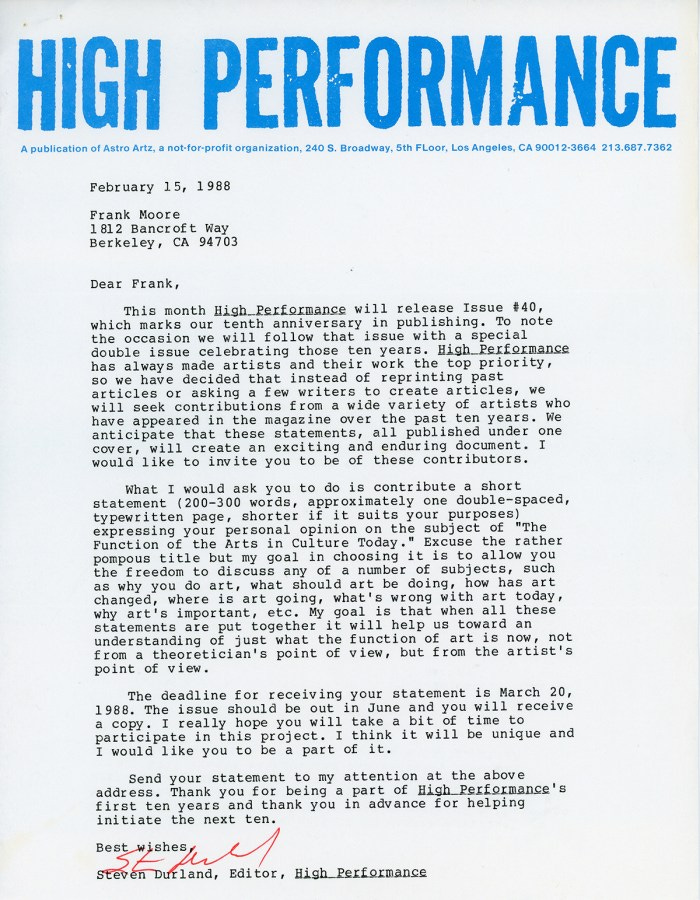 HIGH PERFORMANCE
A publication of Astro Artz, a not-for-profit organization, 240 S. Broadway, 5th FLoor, Los Angeles, CA 90012-3664 213.687.7362
February 15, 1988
Frank Moore
1812 Bancroft Way
Berkeley, CA 94703
Dear Frank,
This month High Performance will release Issue #40,
which marks our tenth anniversary in publishing. To note
the occasion we will follow that issue with a special
double issue celebrating those ten years. High Performance
has always made artists and their work the top priority,
so we have decided that instead of reprinting past
articles or asking a few writers to create articles, we
will seek contributions from a wide variety of artists who
have appeared in the magazine over the past ten years. We
anticipate that these statements, all published under one
cover, will create an exciting and enduring document. I
would like to invite you to be of these contributors.
What I would ask you to do is contribute a short
statement (200-300 words, approximately one double-spaced,
typewritten page, shorter if it suits your purposes)
expressing your personal opinion on the subject of "The
Function of the Arts in Culture Today." Excuse the rather
pompous title but my goal in choosing it is to allow you
the freedom to discuss any of a number of subjects, such
as why you do art, what should art be doing, how has art
changed, where is art going, what's wrong with art today,
why art's important, etc. My goal is that when all these
statements are put together it will help us toward an
understanding of just what the function of art is now, not
from a theoretician's point of view, but from the artist's
point of view.
The deadline for receiving your statement is March 20,
1988. The issue should be out in June and you will receive
a copy. I really hope you will take a bit of time to
participate in this project. I think it will be unique and
I would like you to be a part of it.
Send your statement to my attention at the above
address. Thank you for being a part of High Performance's
first ten years and thank you in advance for helping
initiate the next ten.
Best wishes,
Steven Durland, Editor, High Performance